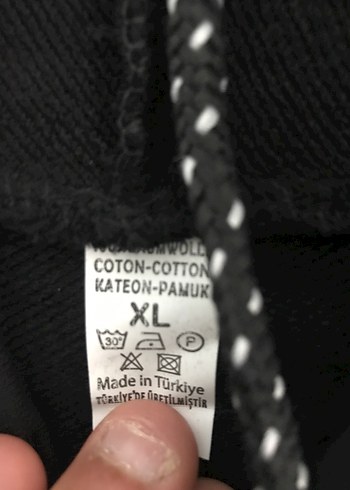 COTON-COTTON
KATEON-PAMUK
XL
30°
P
Made in Türkiye
TÜRKİYE'DE ÜRETİLMİŞTİR